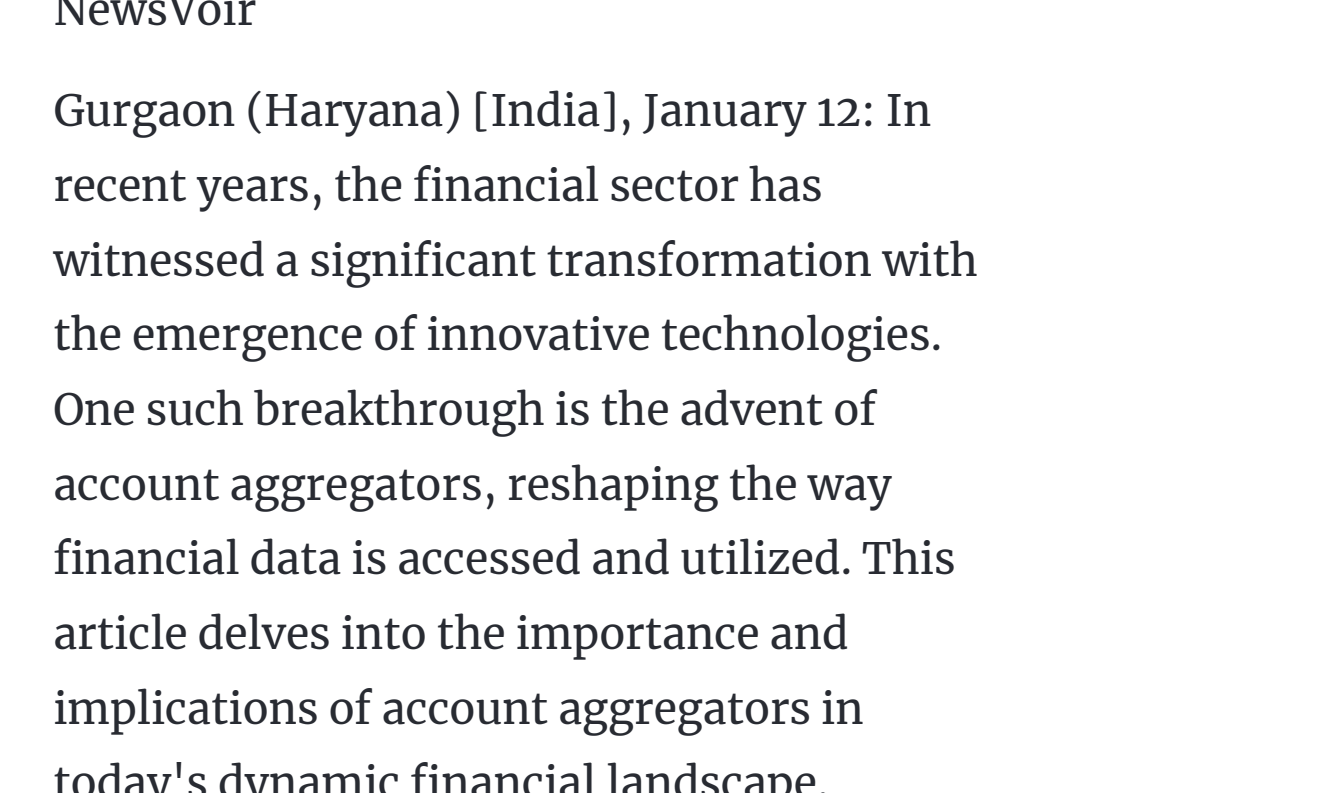 NewsVoir
Gurgaon (Haryana) [India], January 12: In
recent years, the financial sector has
witnessed a significant transformation with
the emergence of innovative technologies.
One such breakthrough is the advent of
account aggregators, reshaping the way
financial data is accessed and utilized. This
article delves into the importance and
implications of account aggregators in
today's dynamic financial landscape.